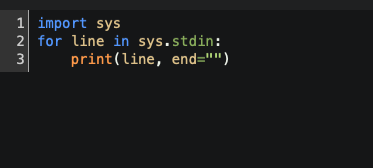 1 import sys
2 for line in sys.stdin:
3     print(line, end="")